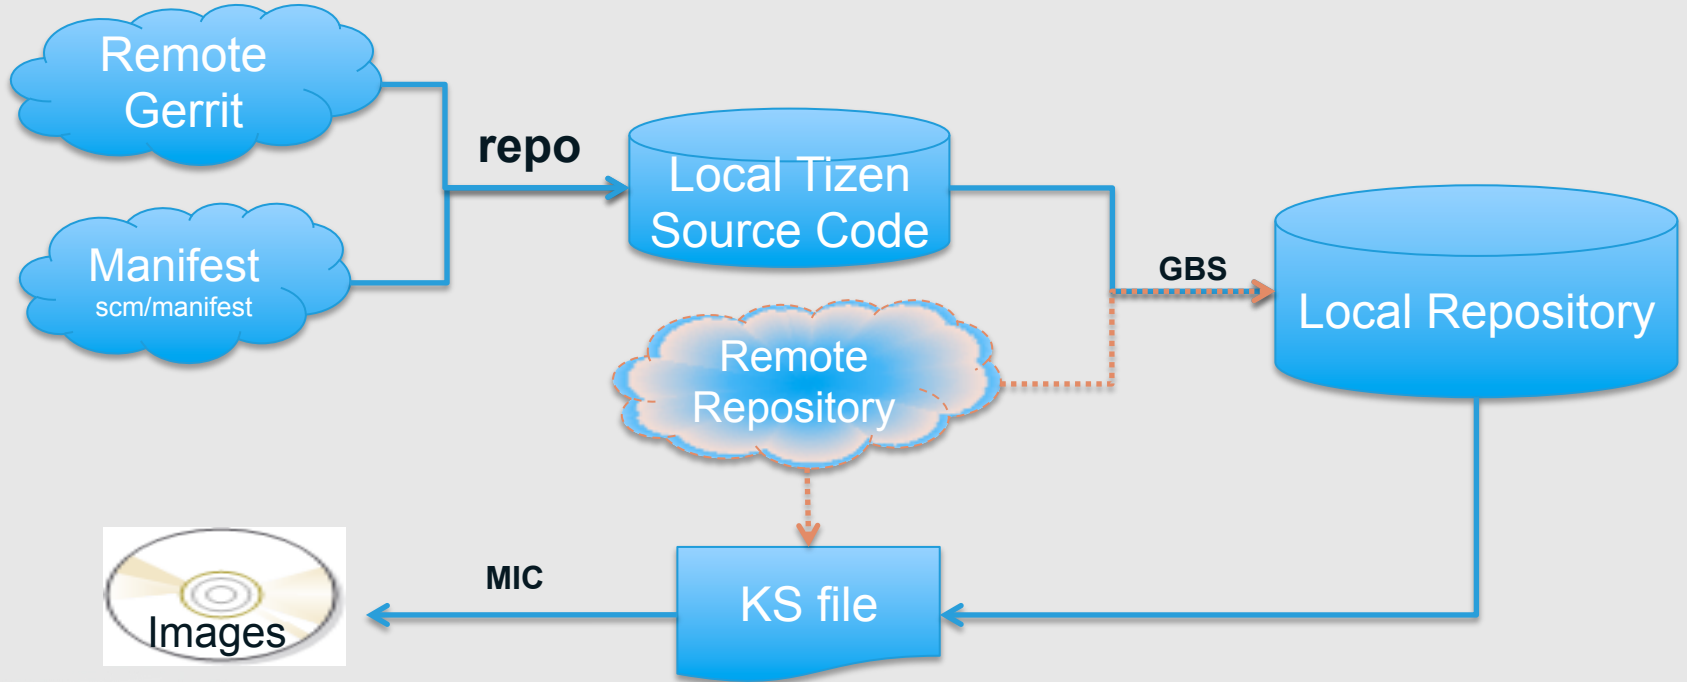 Remote
Gerrit
repo
Local Tizen
Source Code
Manifest
scm/manifest
GBS
Local Repository
Remote
Repository
MIC
KS file
Images